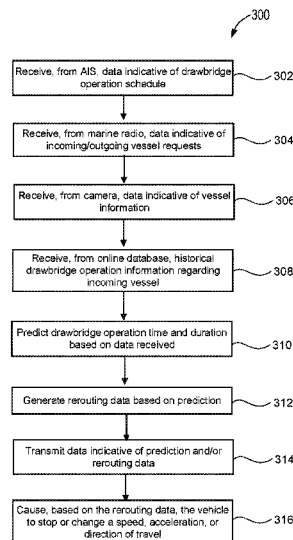 300
Receive, from AIS, data indicative of drawbridge
operation schedule
302
Receive, from marine radio, data indicative of
incoming/outgoing vessel requests
304
Receive, from camera, data indicative of vessel
information
306
Receive, from online database, historical
drawbridge operation information regarding
incoming vessel
308
Predict drawbridge operation time and duration
based on data received
310
Generate rerouting data based on prediction
312
Transmit data indicative of prediction and/or
rerouting data
314
Cause, based on the rerouting data, the vehicle
to stop or change a speed, acceleration, or
direction of travel
316